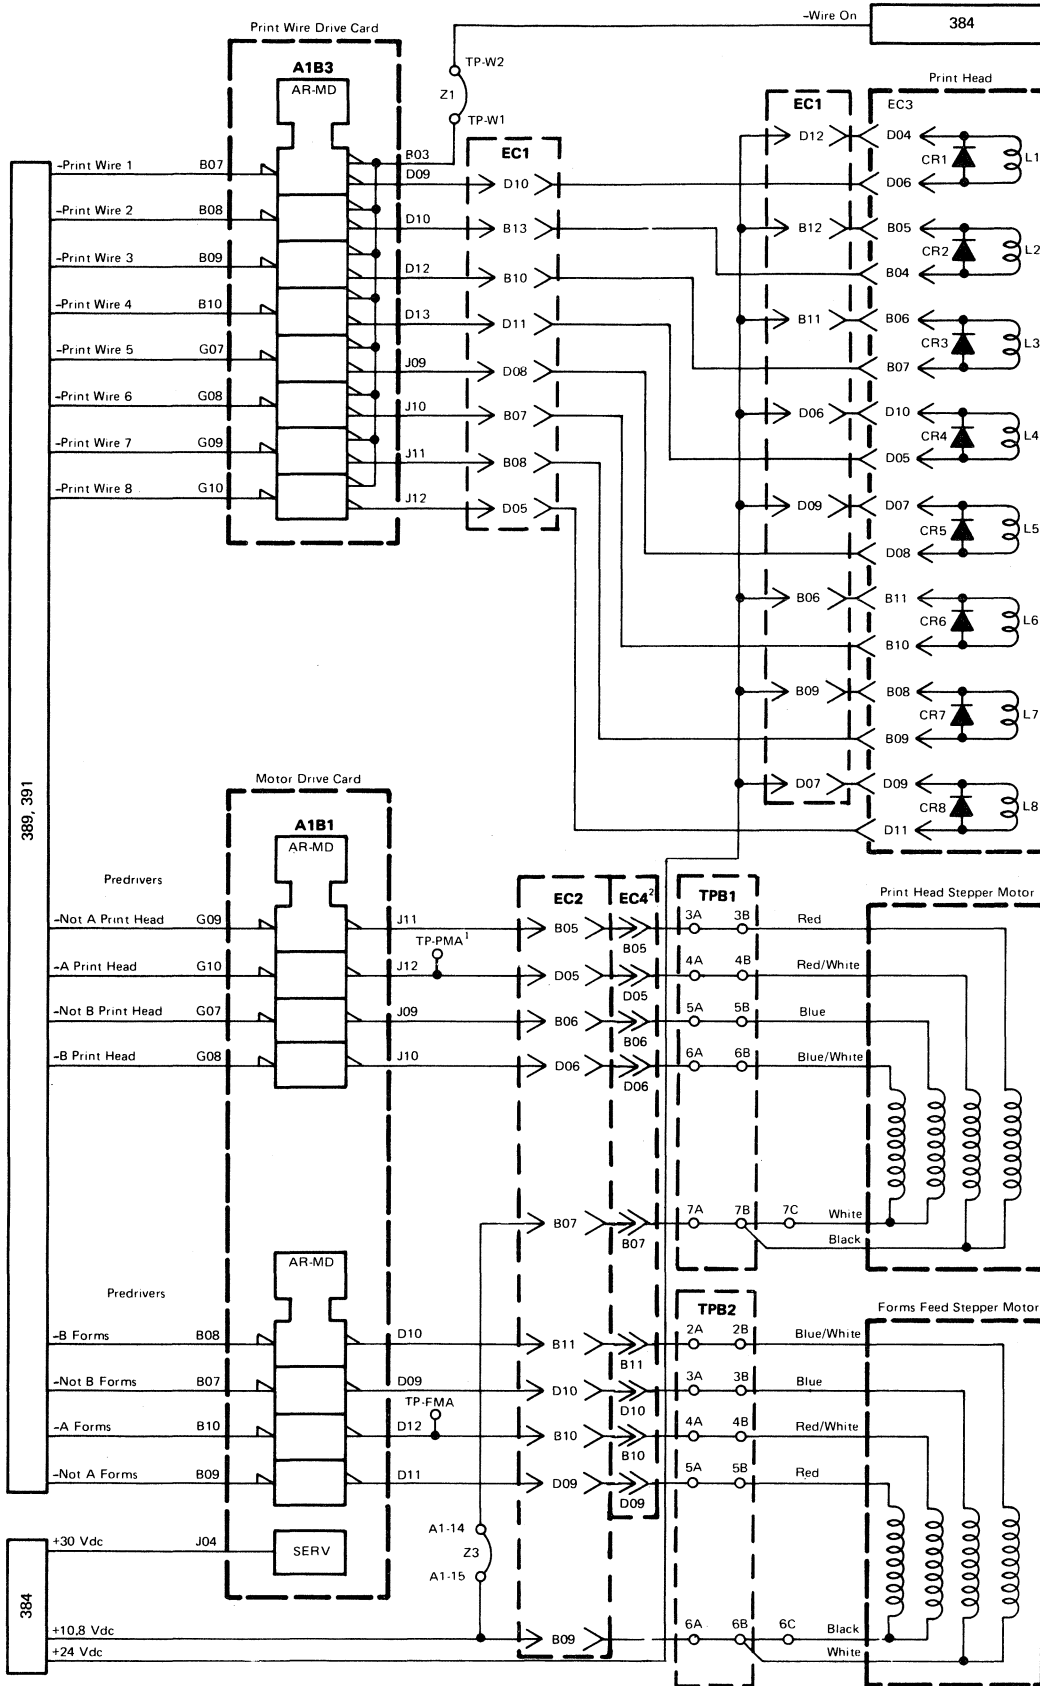 -Wire On
384
Print Wire Drive Card
A1B3
AR-MD
TP-W2
Z1
TP-W1
Print Head
EC1
EC3
EC1
-Print Wire 1 B07 B03
D09 D10
-Print Wire 2 B08 D10 B13
-Print Wire 3 B09 D12 B10
-Print Wire 4 B10 D13 D11
-Print Wire 5 G07 J09 D08
-Print Wire 6 G08 J10 B07
-Print Wire 7 G09 J11 B08
-Print Wire 8 G10 J12 D05
D12 D04
CR1 L1
D06
B12 B05
CR2 L2
B04
B11 B06
CR3 L3
B07
D06 D10
CR4 L4
D05
D09 D07
CR5 L5
D08
B06 B11
CR6 L6
B10
B09 B08
CR7 L7
B09
D07 D09
CR8 L8
D11
389, 391
Motor Drive Card
A1B1
AR-MD
Predrivers
EC2 EC4²
TPB1
Print Head Stepper Motor
-Not A Print Head G09 J11 B05 B05 3A 3B Red
TP-PMA¹
-A Print Head G10 J12 D05 D05 4A 4B Red/White
-Not B Print Head G07 J09 B06 B06 5A 5B Blue
-B Print Head G08 J10 D06 D06 6A 6B Blue/White
B07 B07 7A 7B 7C White
Black
AR-MD
Predrivers
TPB2
Forms Feed Stepper Motor
-B Forms B08 D10 B11 B11 2A 2B Blue/White
-Not B Forms B07 D09 D10 D10 3A 3B Blue
TP-FMA
-A Forms B10 D12 B10 B10 4A 4B Red/White
-Not A Forms B09 D11 D09 D09 5A 5B Red
A1-14
Z3
A1-15
384
+30 Vdc J04 SERV
+10.8 Vdc B09 6A 6B 6C Black
+24 Vdc White